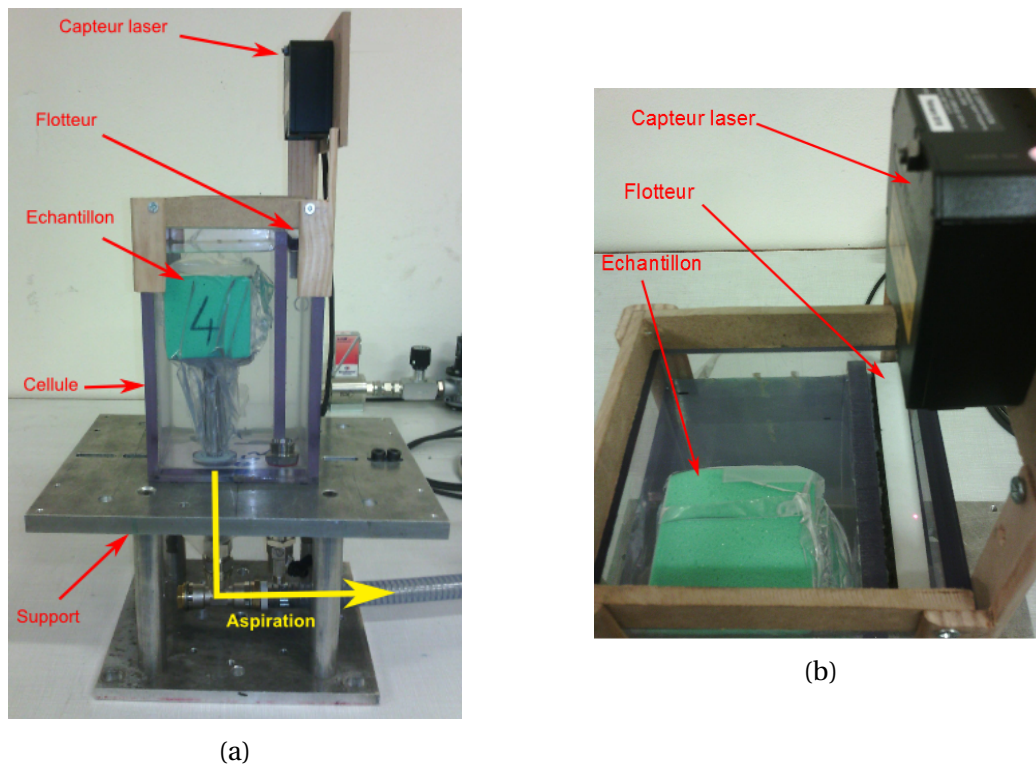 Capteur laser
Flotteur
Echantillon
4
Cellule
Support
Aspiration
(a)
Capteur laser
Flotteur
Echantillon
(b)